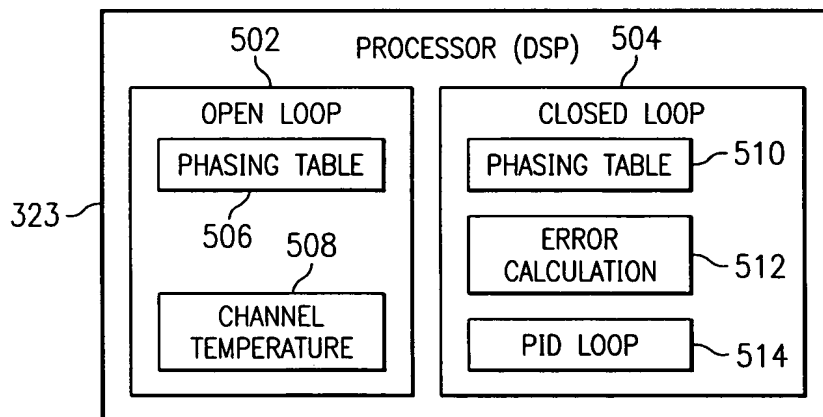 502
504
PROCESSOR (DSP)
OPEN LOOP
CLOSED LOOP
PHASING TABLE
PHASING TABLE
510
323
506
ERROR
CALCULATION
512
508
CHANNEL
TEMPERATURE
PID LOOP
514